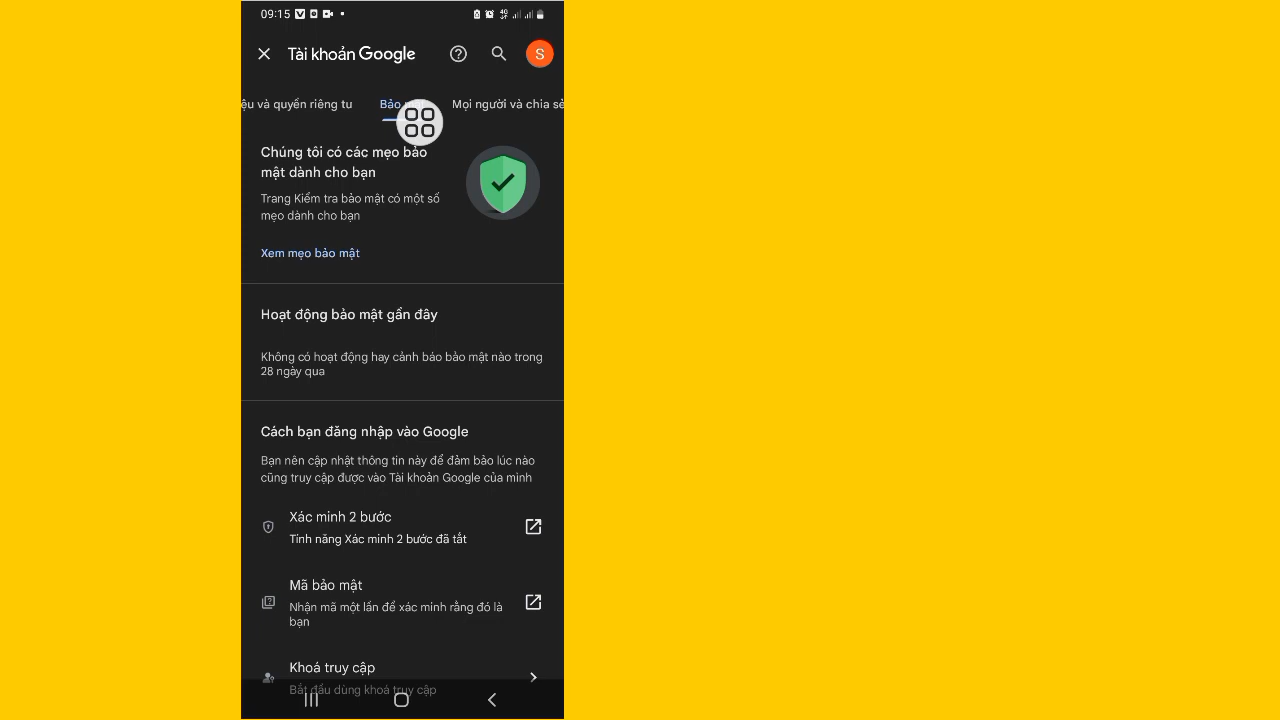 09:15
4G
Tài khoản Google
S
ệu và quyền riêng tư
Bảo
Mọi người và chia sẻ
Chúng tôi có các mẹo bảo
mật dành cho bạn
Trang Kiểm tra bảo mật có một số
mẹo dành cho bạn
Xem mẹo bảo mật
Hoạt động bảo mật gần đây
Không có hoạt động hay cảnh báo bảo mật nào trong
28 ngày qua
Cách bạn đăng nhập vào Google
Bạn nên cập nhật thông tin này để đảm bảo lúc nào
cũng truy cập được vào Tài khoản Google của mình
Xác minh 2 bước
Tính năng Xác minh 2 bước đã tắt
Mã bảo mật
Nhận mã một lần để xác minh rằng đó là
bạn
Khoá truy cập
Bắt đầu dùng khoá truy cập